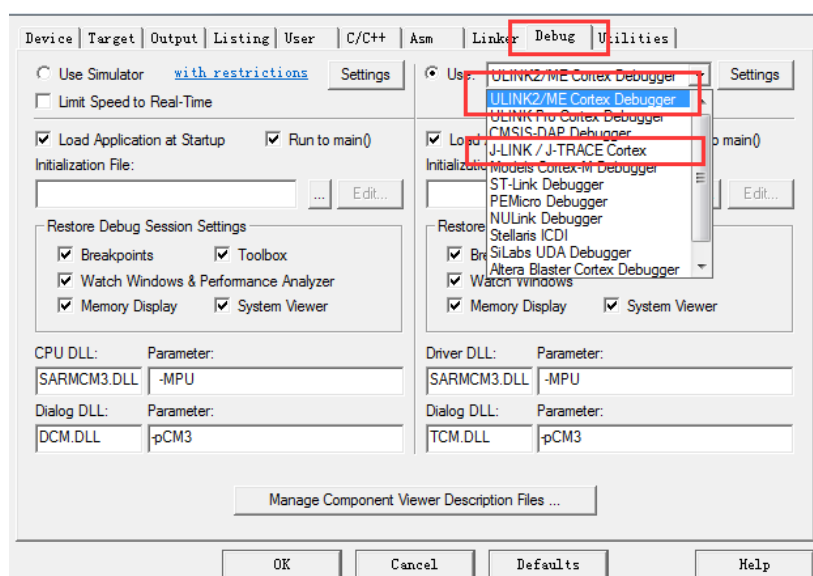 Device Target Output Listing User C/C++ Asm Linker Debug Utilities
Use Simulator with restrictions Settings
Limit Speed to Real-Time
Load Application at Startup Run to main()
Initialization File:
... Edit...
Restore Debug Session Settings
Breakpoints Toolbox
Watch Windows & Performance Analyzer
Memory Display System Viewer
CPU DLL: Parameter:
SARMCM3.DLL -MPU
Dialog DLL: Parameter:
DCM.DLL -pCM3
Use: ULINK2/ME Cortex Debugger Settings
ULINK2/ME Cortex Debugger
ULINK Pro Cortex Debugger
CMSIS-DAP Debugger
J-LINK / J-TRACE Cortex
Models Cortex-M Debugger
ST-Link Debugger
PEMicro Debugger
NULink Debugger
Stellaris ICDI
SiLabs UDA Debugger
Altera Blaster Cortex Debugger
main()
Edit...
Restore
Watch Windows
Memory Display System Viewer
Driver DLL: Parameter:
SARMCM3.DLL -MPU
Dialog DLL: Parameter:
TCM.DLL -pCM3
Manage Component Viewer Description Files ...
OK Cancel Defaults Help